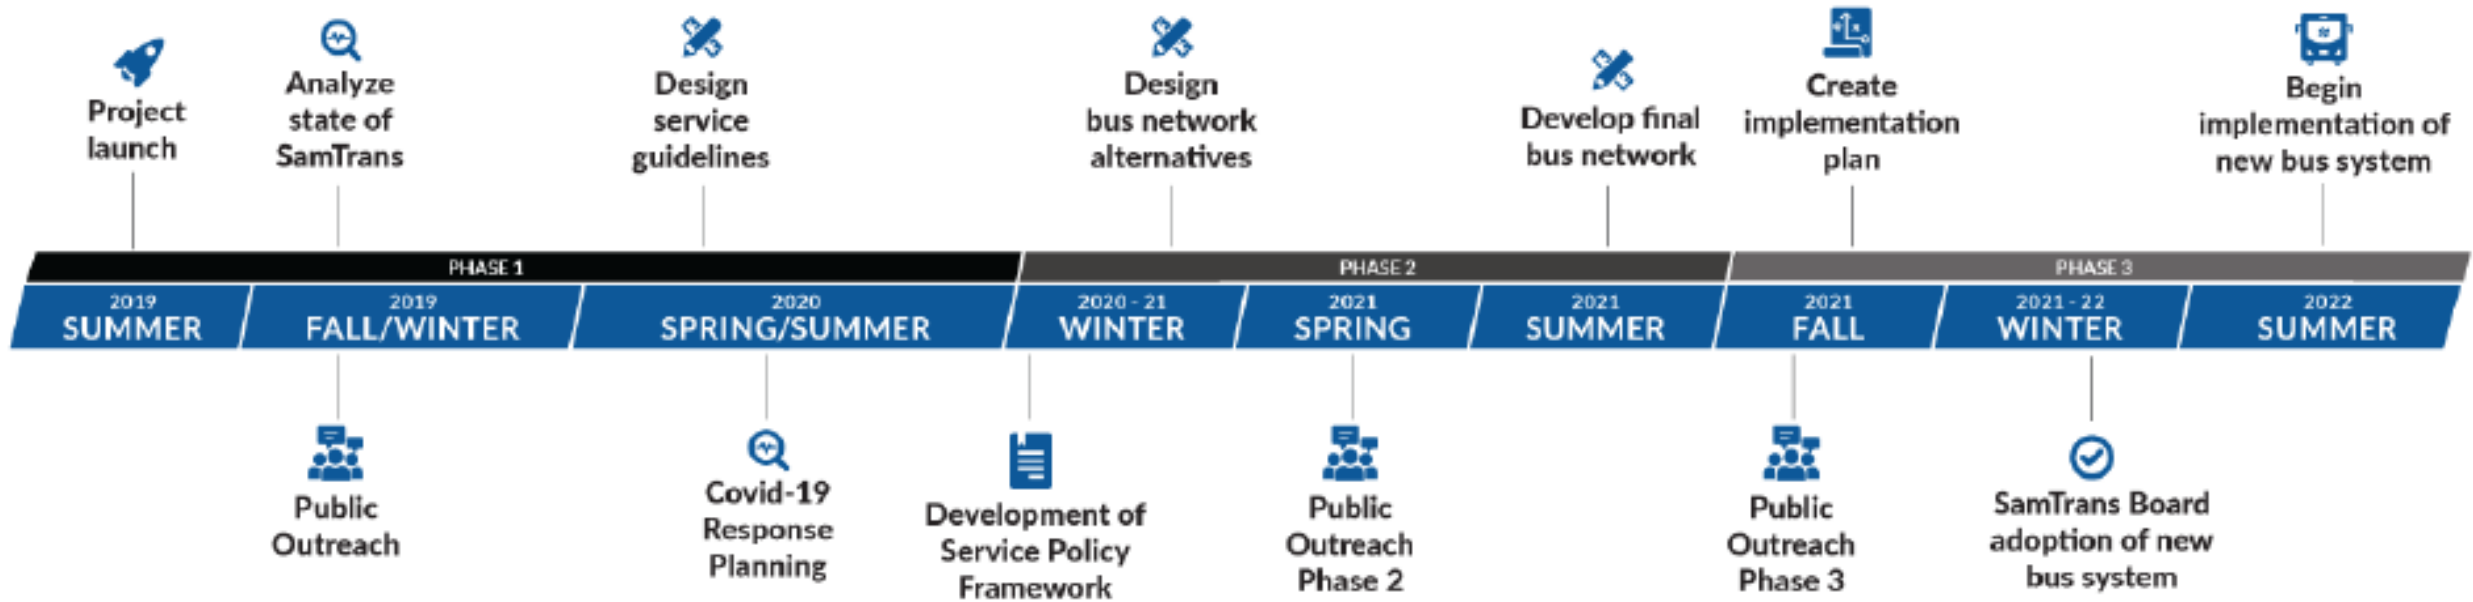 Project
launch
Analyze
state of
SamTrans
Design
service
guidelines
Design
bus network
alternatives
Develop final
bus network
Create
implementation
plan
Begin
implementation of
new bus system
PHASE 1
PHASE 2
PHASE 3
2019
SUMMER
2019
FALL/WINTER
2020
SPRING/SUMMER
2020 - 21
WINTER
2021
SPRING
2021
SUMMER
2021
FALL
2021 - 22
WINTER
2022
SUMMER
Public
Outreach
Covid-19
Response
Planning
Development of
Service Policy
Framework
Public
Outreach
Phase 2
Public
Outreach
Phase 3
SamTrans Board
adoption of new
bus system